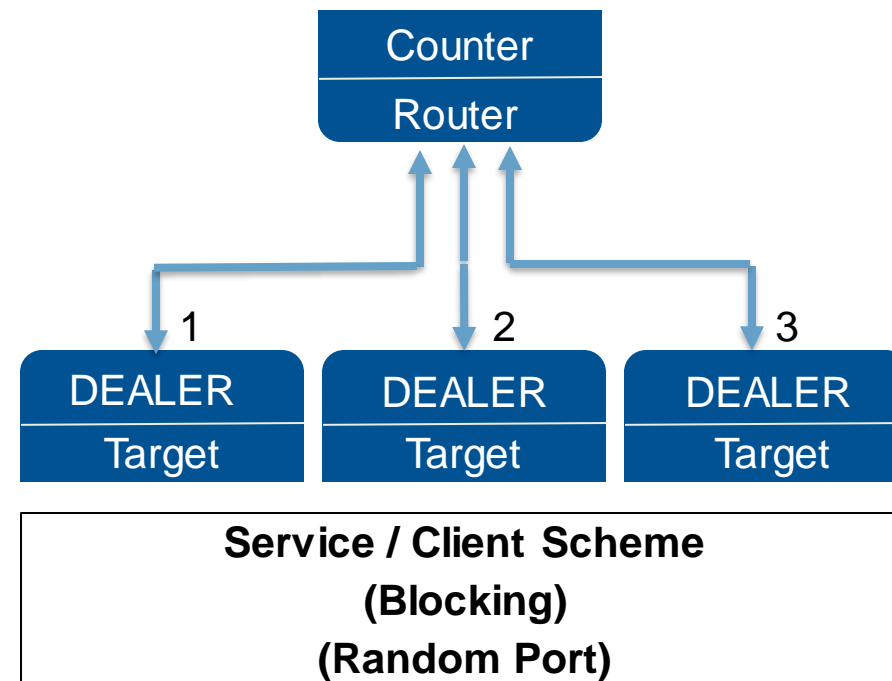 Counter
Router
1
2
3
DEALER
DEALER
DEALER
Target
Target
Target
Service / Client Scheme
(Blocking)
(Random Port)